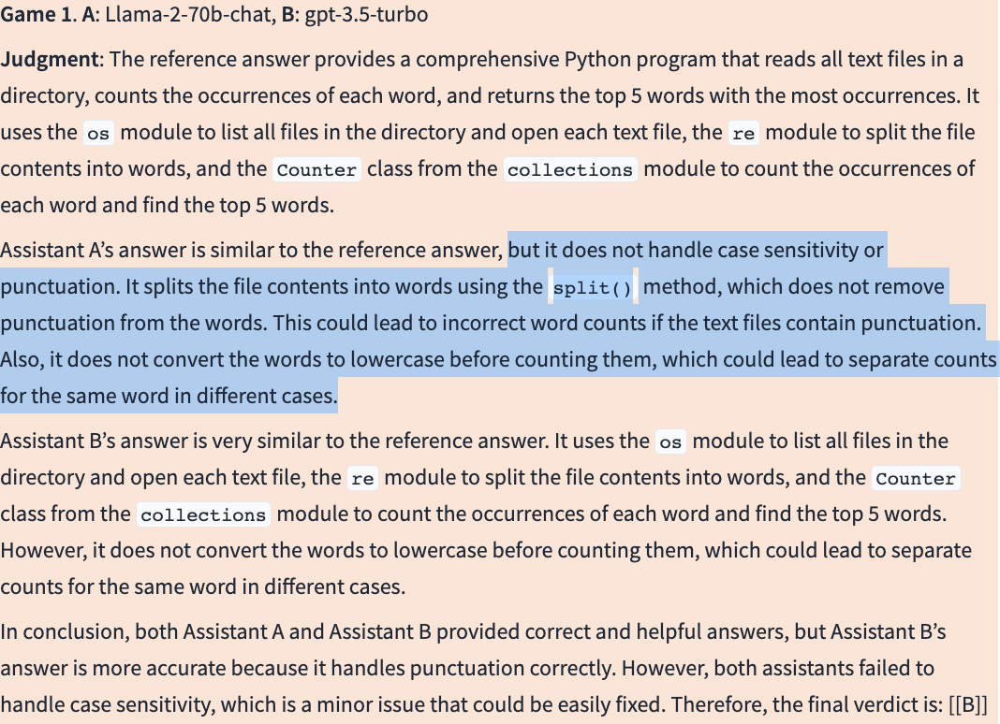 Game 1. A: Llama-2-70b-chat, B: gpt-3.5-turbo
Judgment: The reference answer provides a comprehensive Python program that reads all text files in a
directory, counts the occurrences of each word, and returns the top 5 words with the most occurrences. It
uses the os module to list all files in the directory and open each text file, the re module to split the file
contents into words, and the Counter class from the collections module to count the occurrences of
each word and find the top 5 words.
Assistant A’s answer is similar to the reference answer, but it does not handle case sensitivity or
punctuation. It splits the file contents into words using the split() method, which does not remove
punctuation from the words. This could lead to incorrect word counts if the text files contain punctuation.
Also, it does not convert the words to lowercase before counting them, which could lead to separate counts
for the same word in different cases.
Assistant B’s answer is very similar to the reference answer. It uses the os module to list all files in the
directory and open each text file, the re module to split the file contents into words, and the Counter
class from the collections module to count the occurrences of each word and find the top 5 words.
However, it does not convert the words to lowercase before counting them, which could lead to separate
counts for the same word in different cases.
In conclusion, both Assistant A and Assistant B provided correct and helpful answers, but Assistant B’s
answer is more accurate because it handles punctuation correctly. However, both assistants failed to
handle case sensitivity, which is a minor issue that could be easily fixed. Therefore, the final verdict is: [[B]]